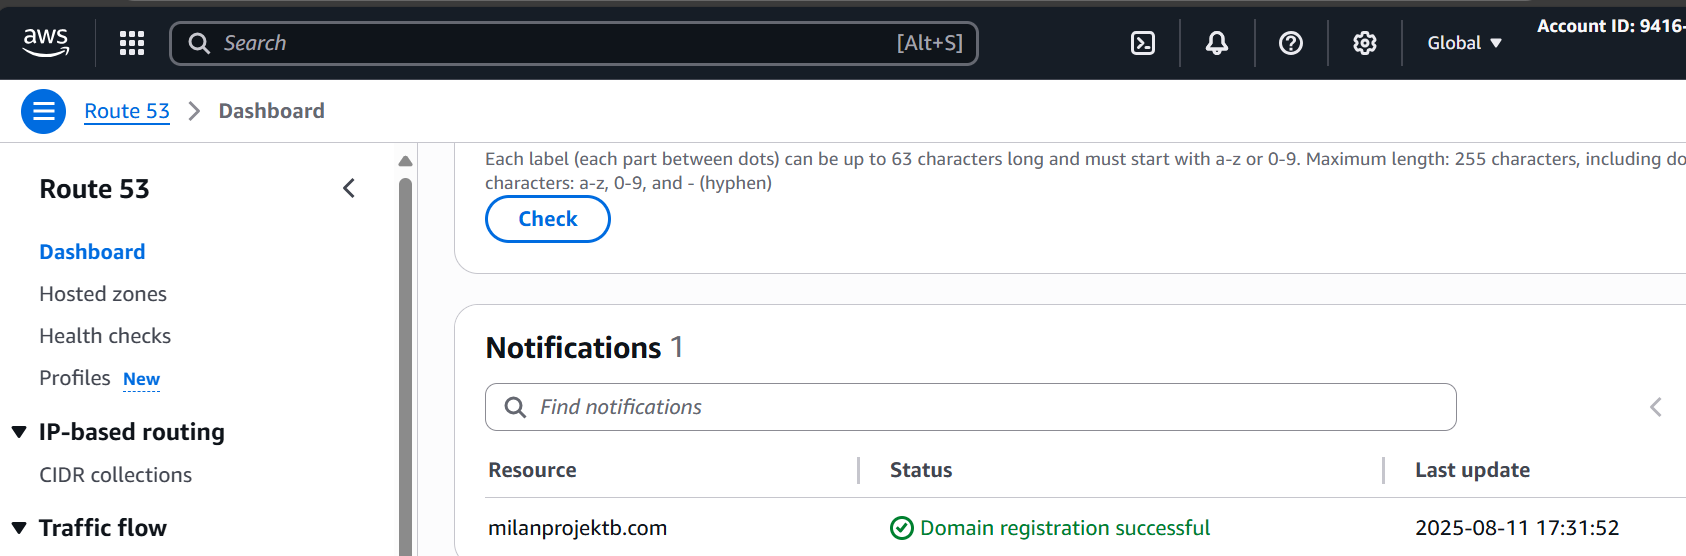 aws
Search [Alt+S]
Global
Account ID: 9416-
Route 53 Dashboard
Route 53
Dashboard
Hosted zones
Health checks
Profiles New
IP-based routing
CIDR collections
Traffic flow
Each label (each part between dots) can be up to 63 characters long and must start with a-z or 0-9. Maximum length: 255 characters, including do
characters: a-z, 0-9, and - (hyphen)
Check
Notifications 1
Find notifications
Resource Status Last update
milanprojektb.com Domain registration successful 2025-08-11 17:31:52